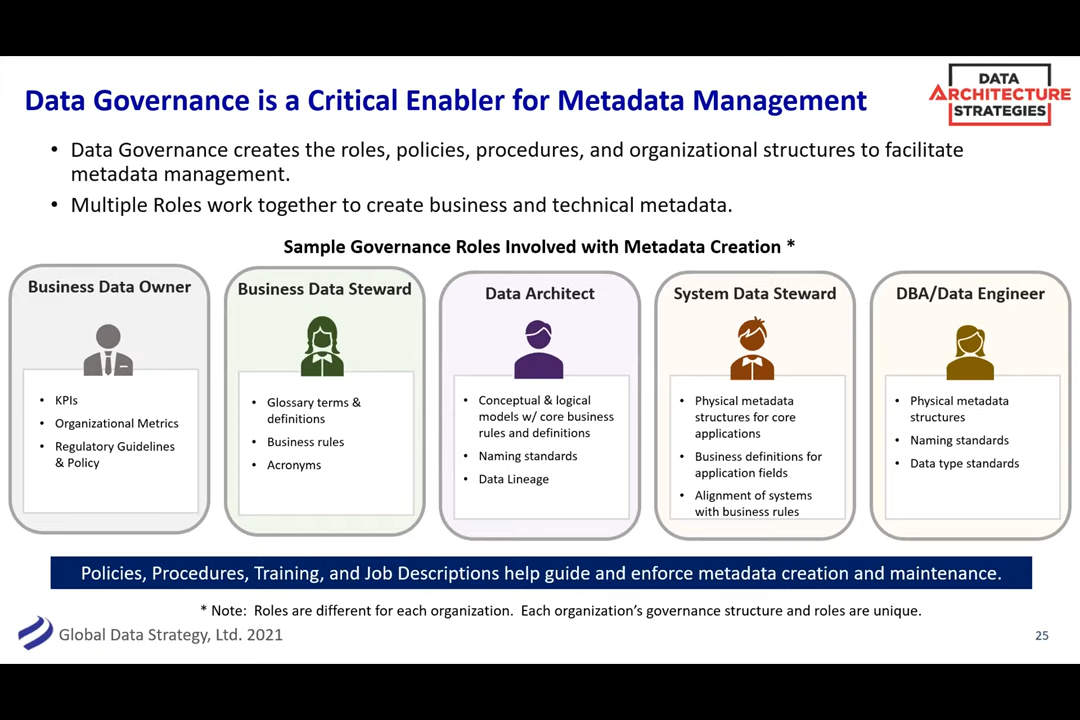 Data Governance is a Critical Enabler for Metadata Management
DATA
ARCHITECTURE
STRATEGIES
• Data Governance creates the roles, policies, procedures, and organizational structures to facilitate
metadata management.
• Multiple Roles work together to create business and technical metadata.
Sample Governance Roles Involved with Metadata Creation *
Business Data Owner
• KPIs
• Organizational Metrics
• Regulatory Guidelines
& Policy
Business Data Steward
• Glossary terms &
definitions
• Business rules
• Acronyms
Data Architect
• Conceptual & logical
models w/ core business
rules and definitions
• Naming standards
• Data Lineage
System Data Steward
• Physical metadata
structures for core
applications
• Business definitions for
application fields
• Alignment of systems
with business rules
DBA/Data Engineer
• Physical metadata
structures
• Naming standards
• Data type standards
Policies, Procedures, Training, and Job Descriptions help guide and enforce metadata creation and maintenance.
* Note: Roles are different for each organization. Each organization's governance structure and roles are unique.
Global Data Strategy, Ltd. 2021
25